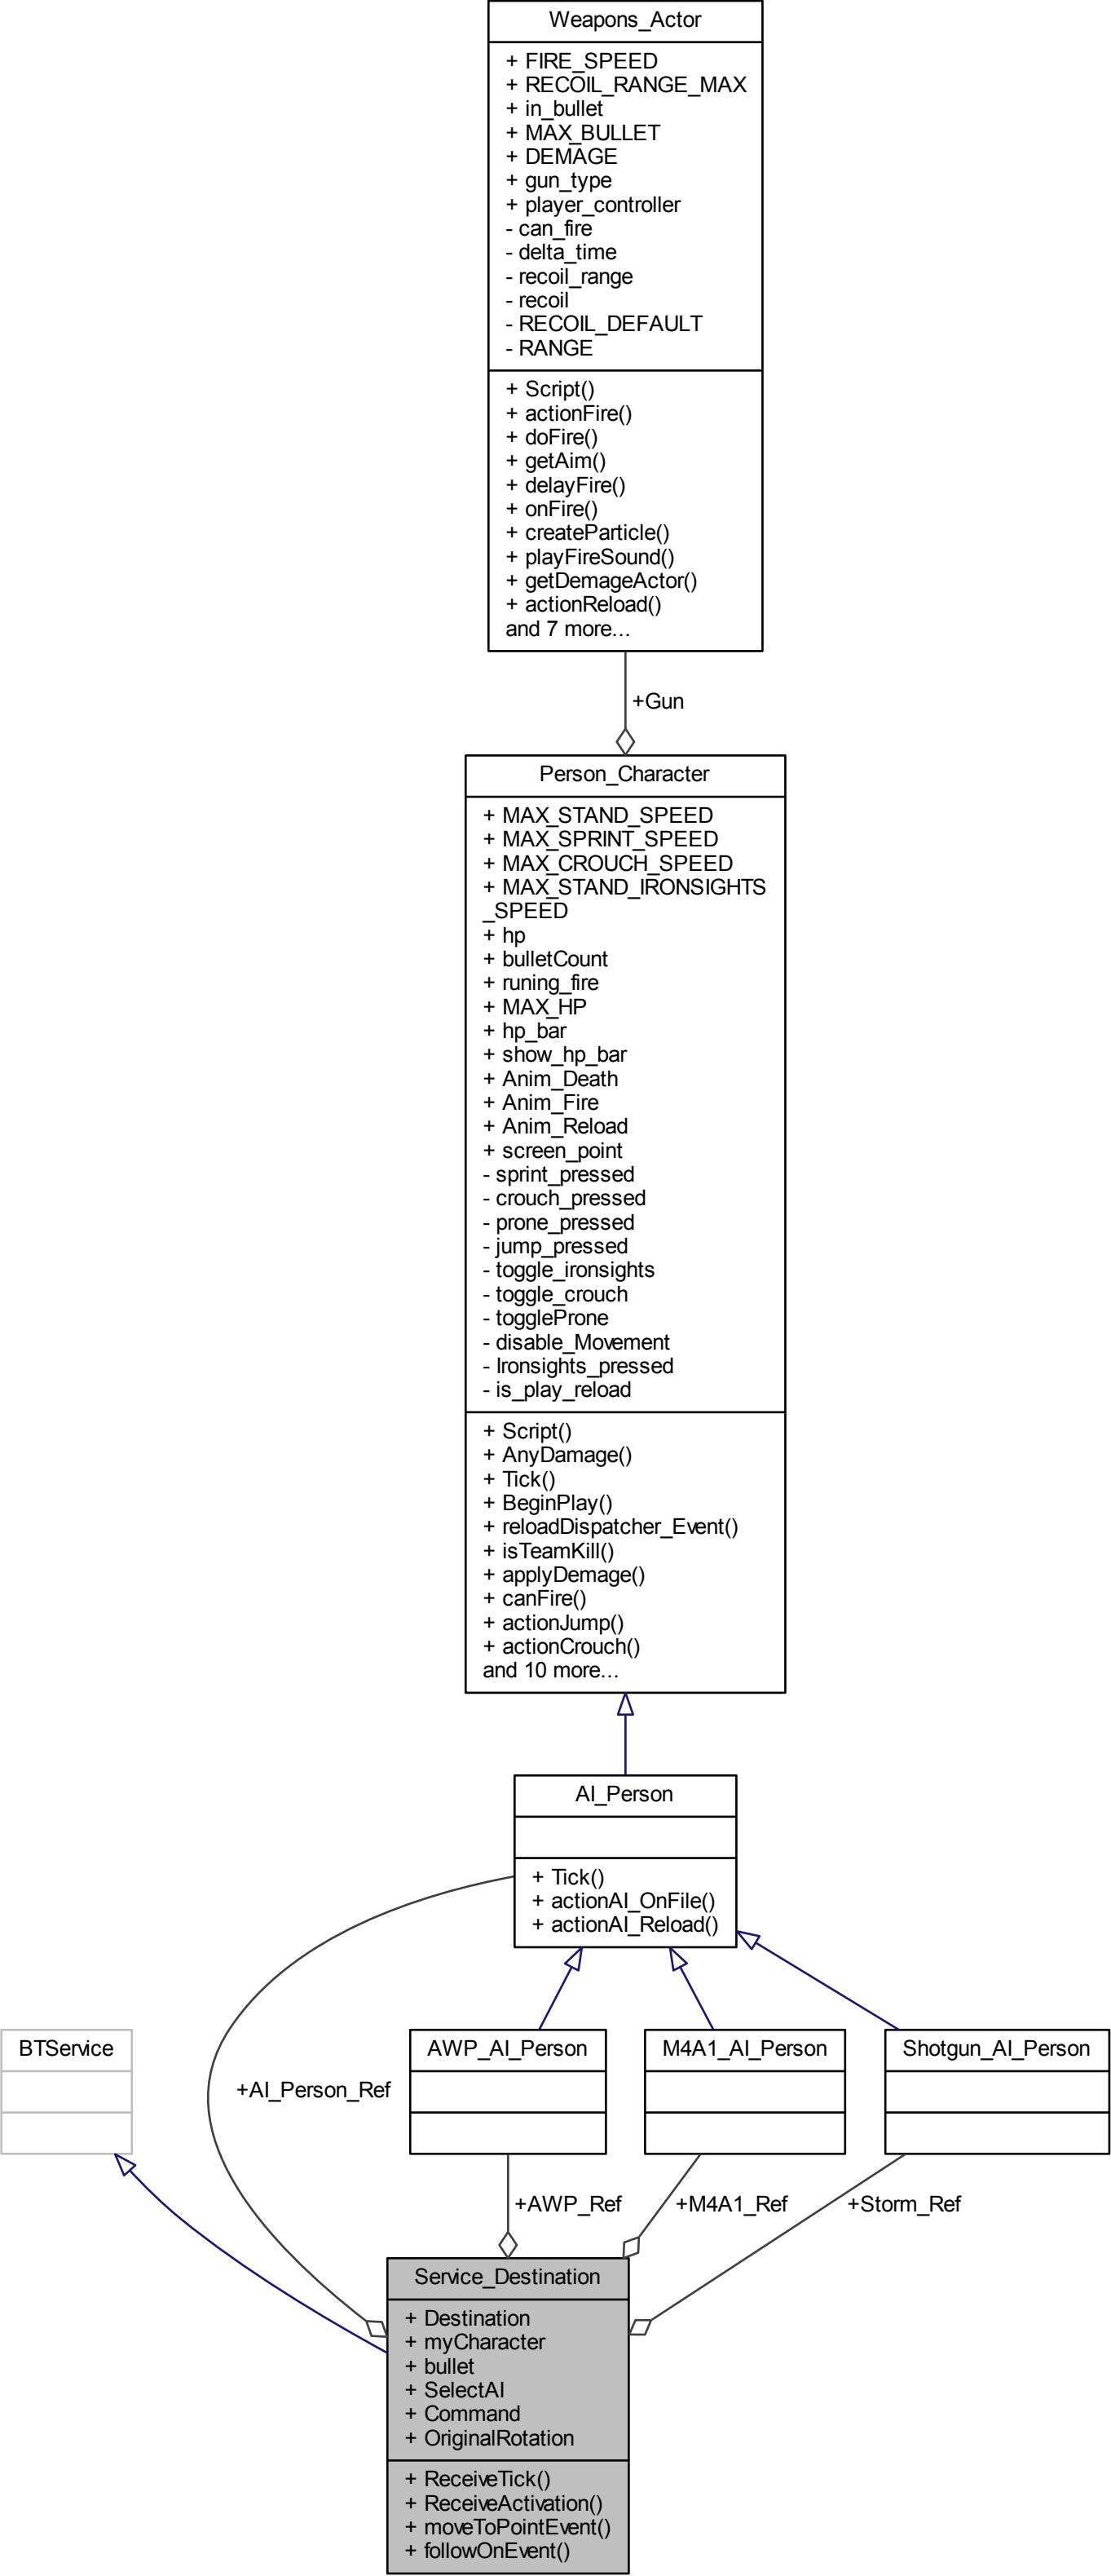 Weapons_Actor
+ FIRE_SPEED
+ RECOIL_RANGE_MAX
+ in_bullet
+ MAX_BULLET
+ DEMAGE
+ gun_type
+ player_controller
- can_fire
- delta_time
- recoil_range
- recoil
- RECOIL_DEFAULT
- RANGE
+ Script()
+ actionFire()
+ doFire()
+ getAim()
+ delayFire()
+ onFire()
+ createParticle()
+ playFireSound()
+ getDemageActor()
+ actionReload()
and 7 more...
+Gun
Person_Character
+ MAX_STAND_SPEED
+ MAX_SPRINT_SPEED
+ MAX_CROUCH_SPEED
+ MAX_STAND_IRONSIGHTS
_SPEED
+ hp
+ bulletCount
+ runing_fire
+ MAX_HP
+ hp_bar
+ show_hp_bar
+ Anim_Death
+ Anim_Fire
+ Anim_Reload
+ screen_point
- sprint_pressed
- crouch_pressed
- prone_pressed
- jump_pressed
- toggle_ironsights
- toggle_crouch
- toggleProne
- disable_Movement
- Ironsights_pressed
- is_play_reload
+ Script()
+ AnyDamage()
+ Tick()
+ BeginPlay()
+ reloadDispatcher_Event()
+ isTeamKill()
+ applyDemage()
+ canFire()
+ actionJump()
+ actionCrouch()
and 10 more...
AI_Person
+ Tick()
+ actionAI_OnFile()
+ actionAI_Reload()
BTService
AWP_AI_Person
M4A1_AI_Person
Shotgun_AI_Person
+AI_Person_Ref
+AWP_Ref
+M4A1_Ref
+Storm_Ref
Service_Destination
+ Destination
+ myCharacter
+ bullet
+ SelectAI
+ Command
+ OriginalRotation
+ ReceiveTick()
+ ReceiveActivation()
+ moveToPointEvent()
+ followOnEvent()